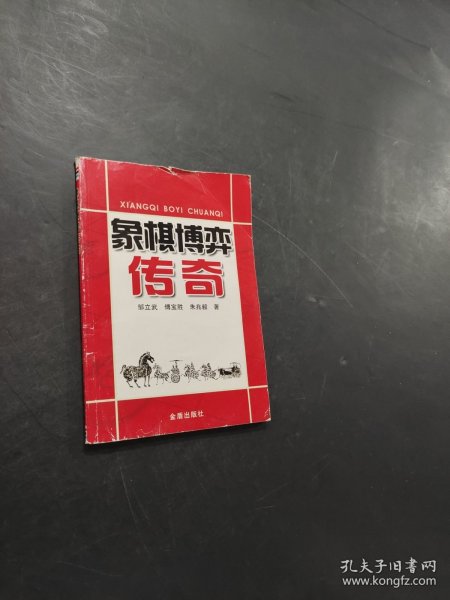 XIANGQI BOYI CHUANQI
象棋博弈
传奇
邹立武 傅宝胜 朱兆毅 著
金盾出版社
孔夫子旧书网
www.kongfz.com